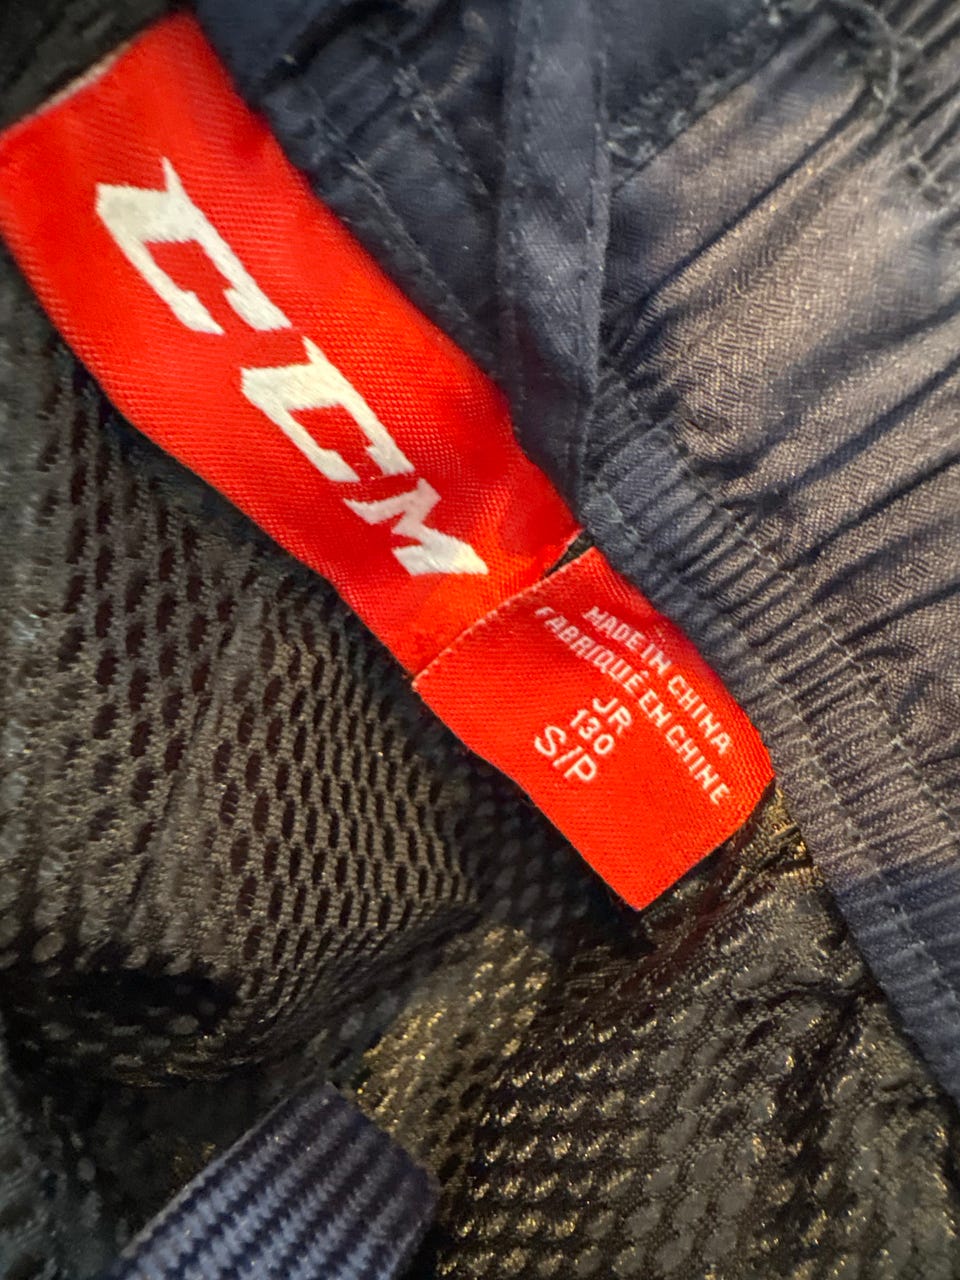 CCM
MADE IN CHINA
FABRIQUÉ EN CHINE
JR
130
S/P